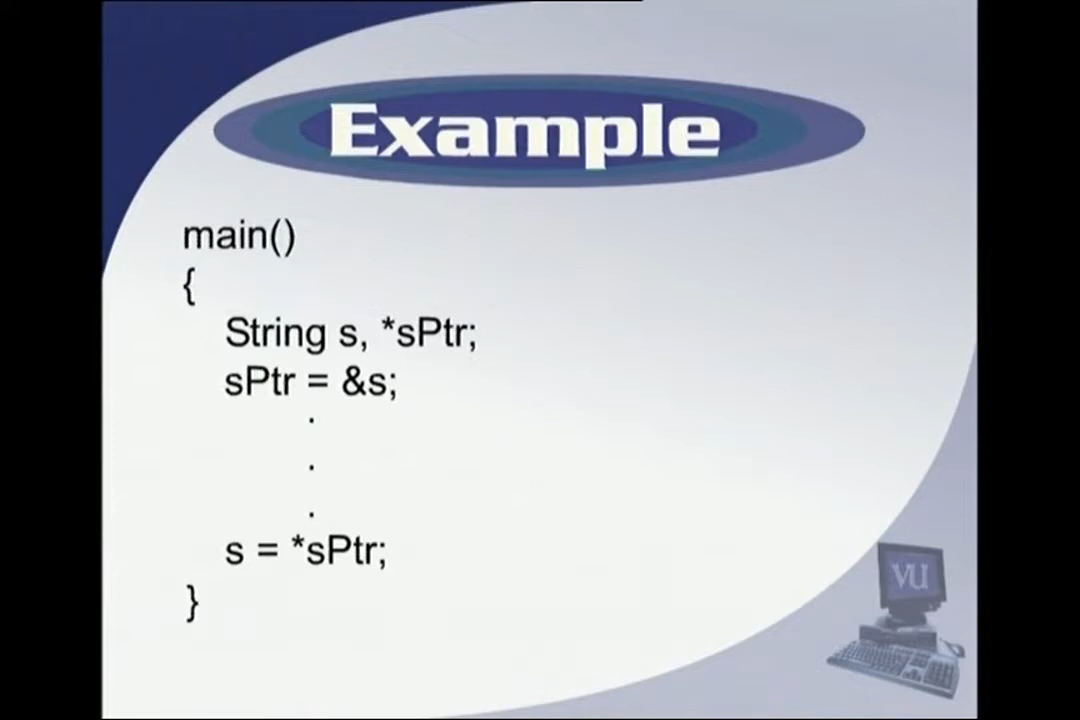 Example
main()
{
String s, *sPtr;
sPtr = &s;
.
.
.
s = *sPtr;
}
VU